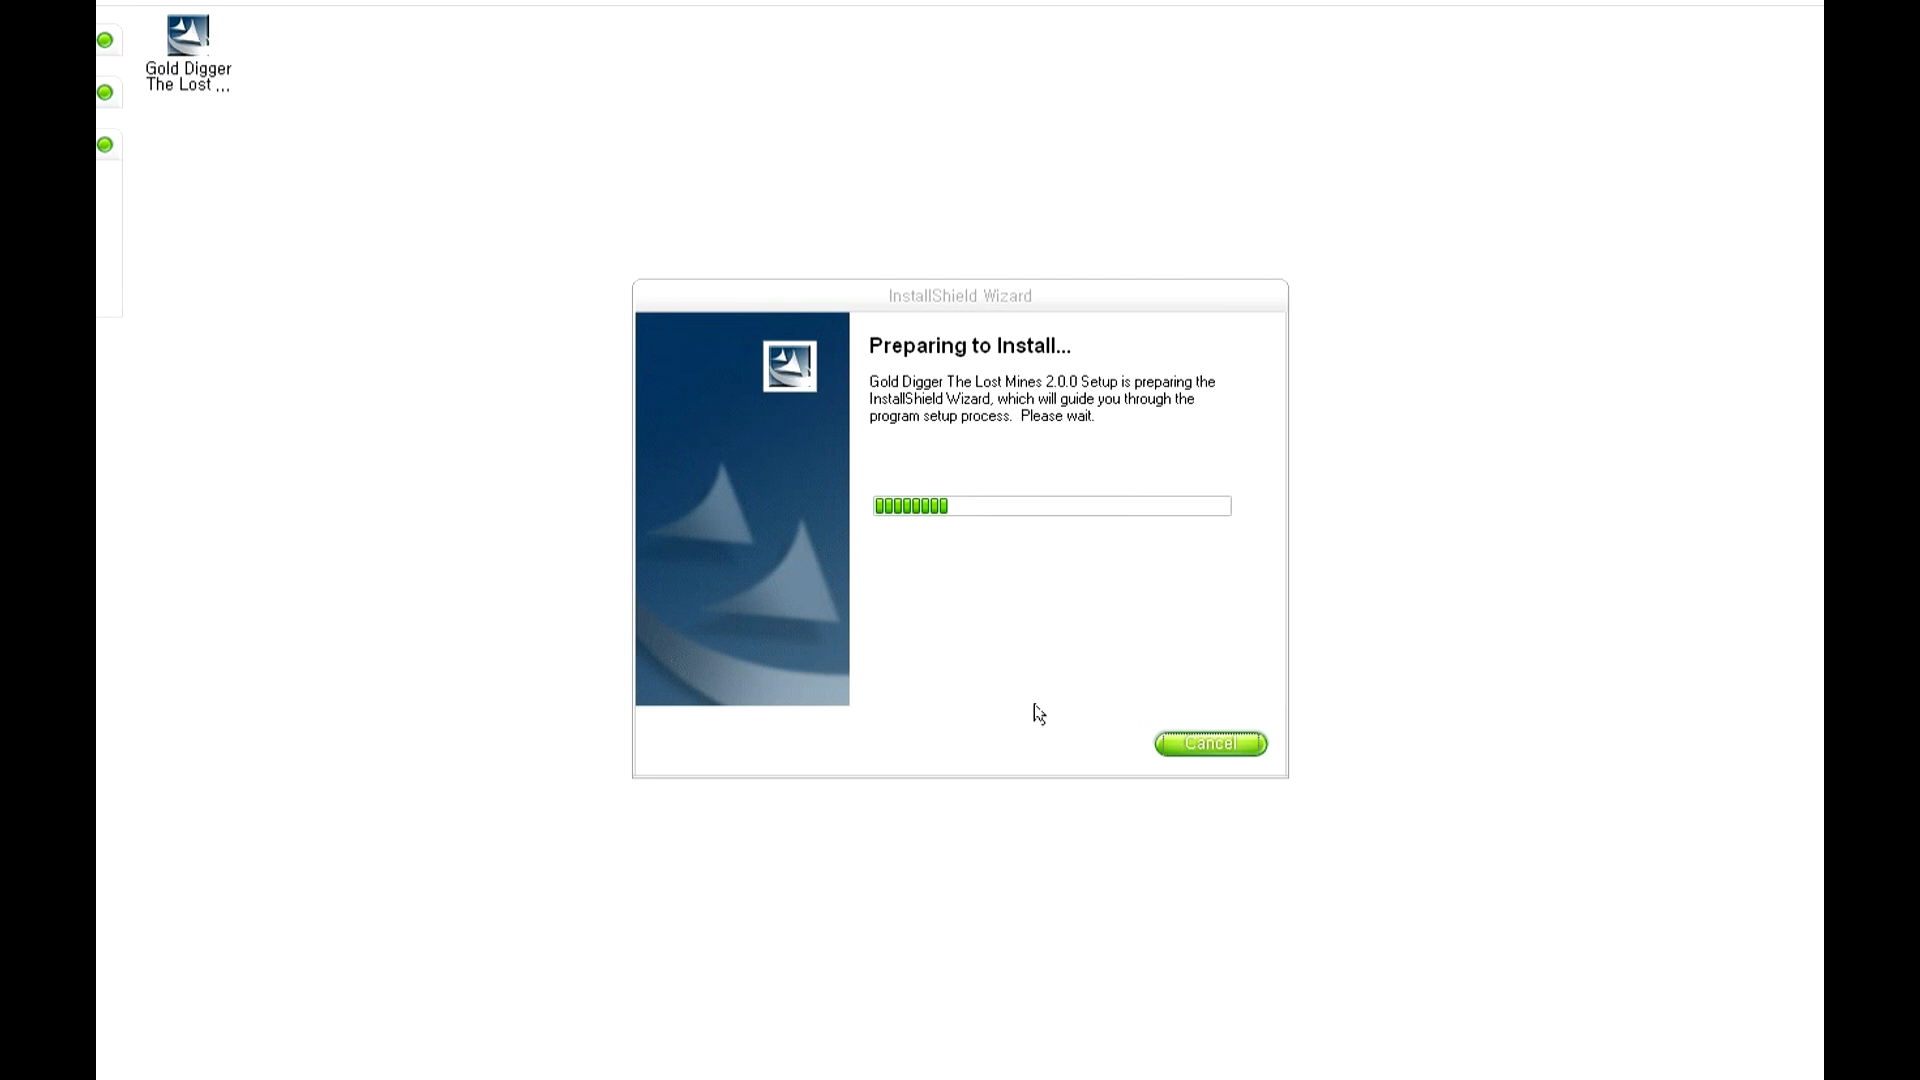 Gold Digger
The Lost ...
InstallShield Wizard
Preparing to Install...
Gold Digger The Lost Mines 2.0.0 Setup is preparing the
InstallShield Wizard, which will guide you through the
program setup process.  Please wait.
Cancel